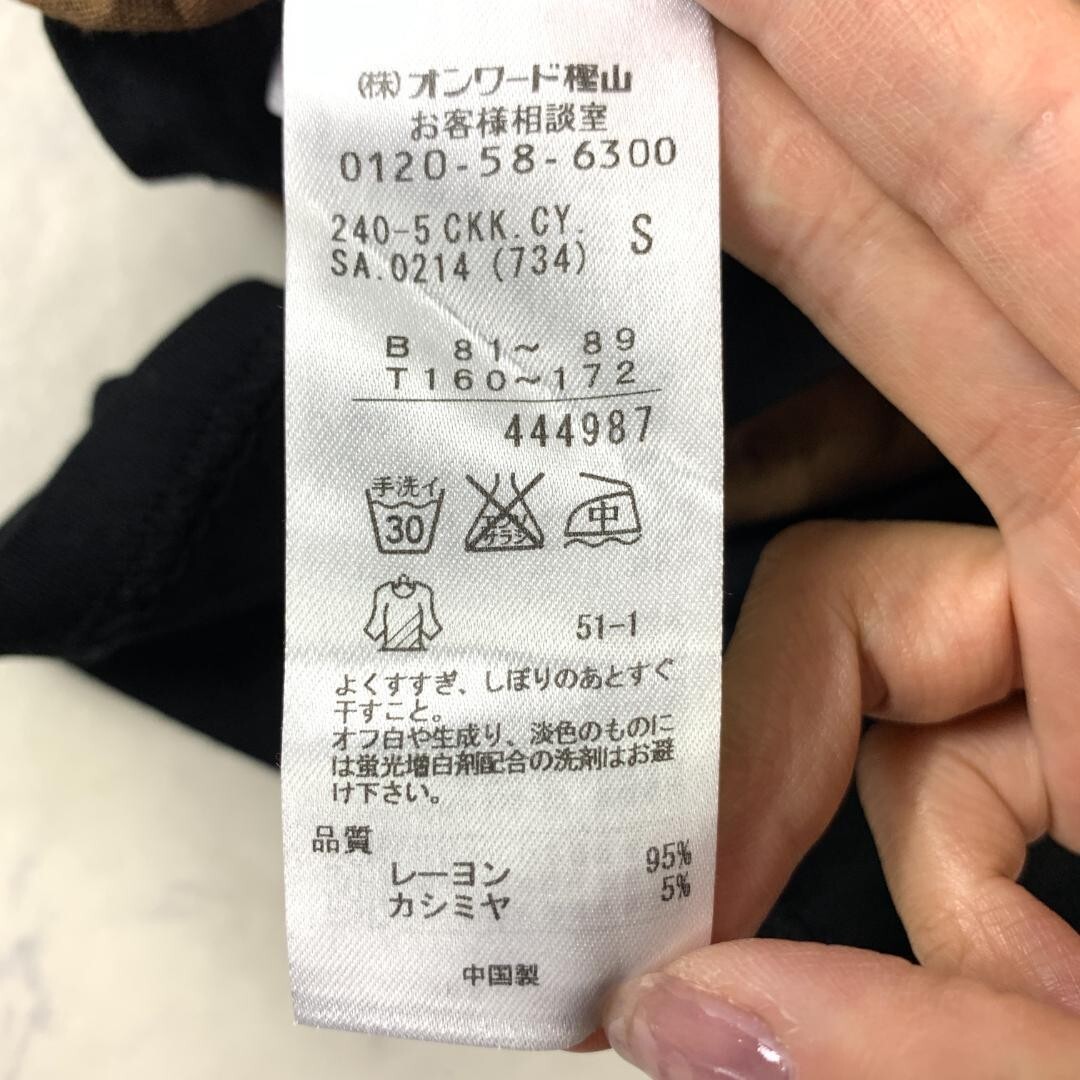 (株)オンワード樫山
お客様相談室
0120-58-6300
240-5 CKK.CY. S
SA.0214 (734)
B 81~ 89
T160~172
444987
手洗イ
30
エンソ
サラシ
中
51-1
よくすすぎ、しぼりのあとすぐ
干すこと。
オフ白や生成り、淡色のものに
は蛍光増白剤配合の洗剤はお避
け下さい。
品質
レーヨン 95%
カシミヤ 5%
中国製